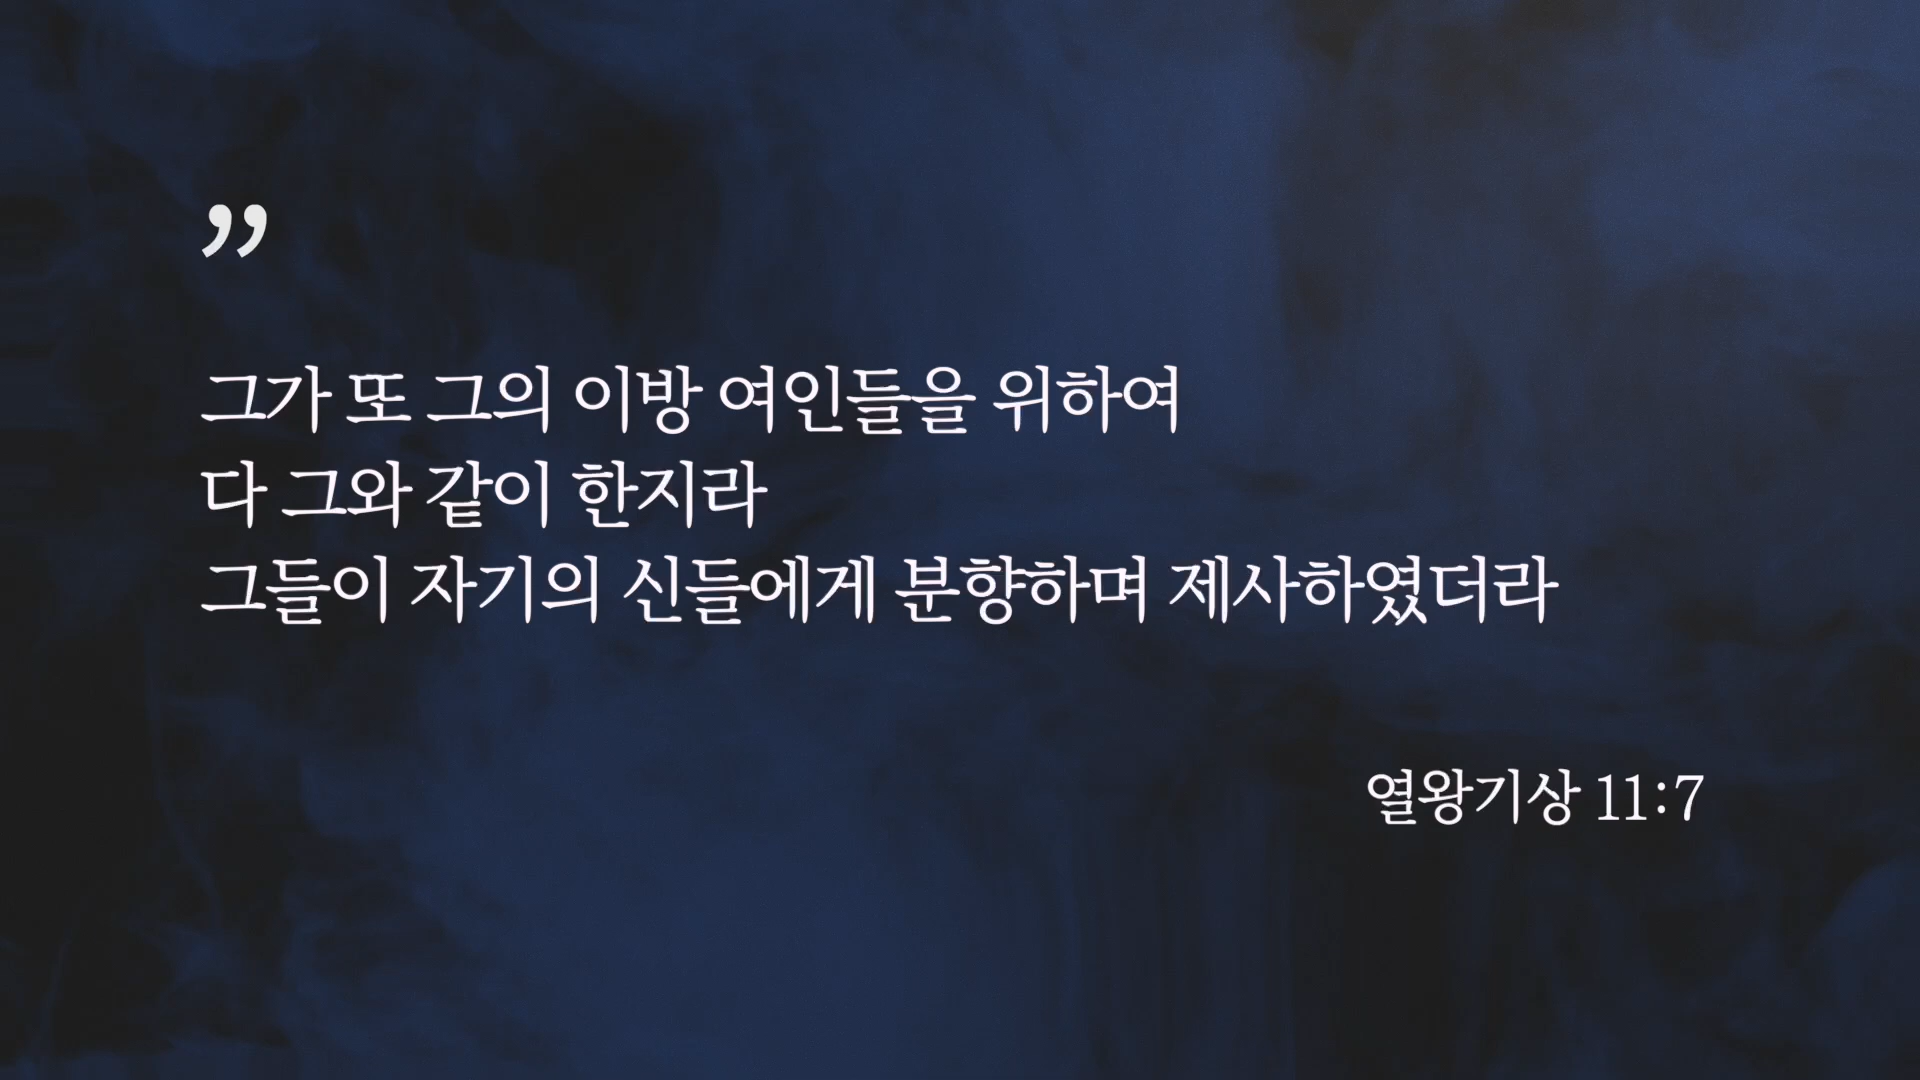 ”
그가 또 그의 이방 여인들을 위하여
다 그와 같이 한지라
그들이 자기의 신들에게 분향하며 제사하였더라
열왕기상 11:7